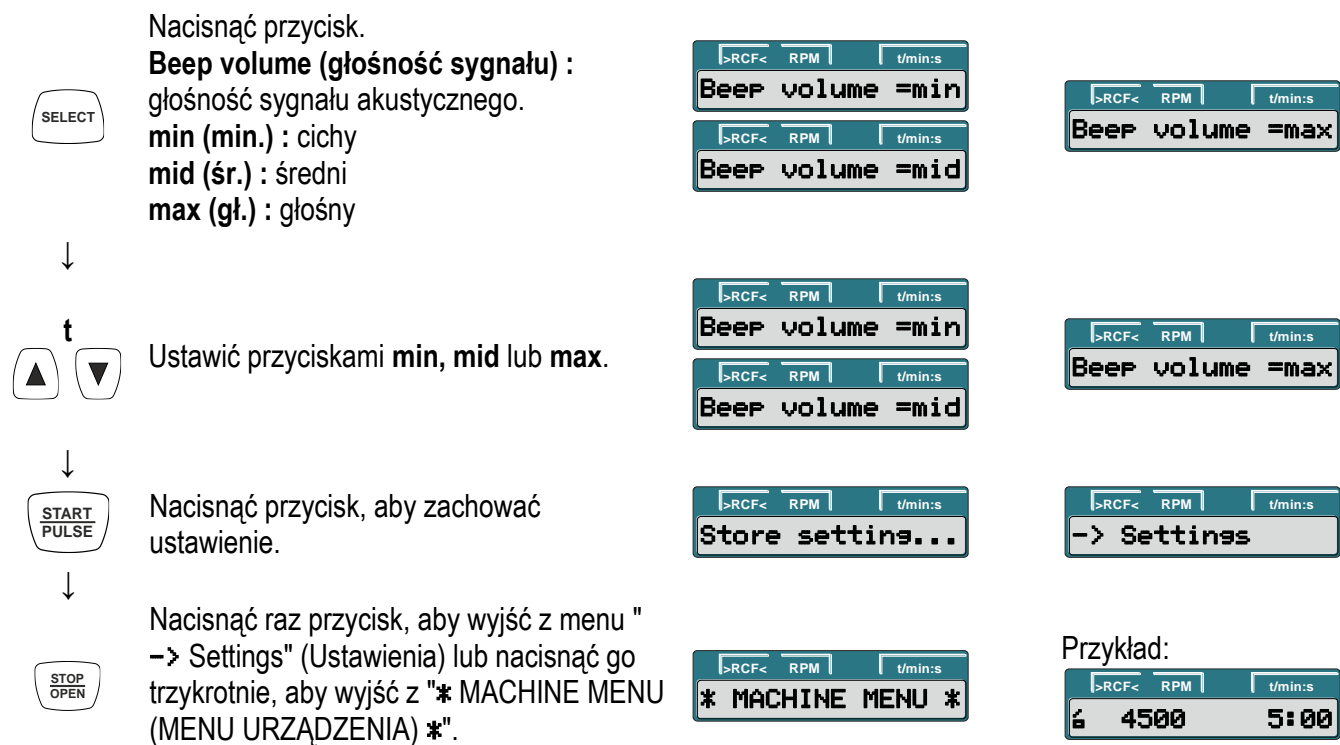 Nacisnąć przycisk.
Beep volume (głośność sygnału) :
głośność sygnału akustycznego.
min (min.) : cichy
mid (śr.) : średni
max (gł.) : głośny
SELECT
>RCF< RPM t/min:s
Beep volume =min
>RCF< RPM t/min:s
Beep volume =mid
>RCF< RPM t/min:s
Beep volume =max
↓
t
▲ ▼
Ustawić przyciskami min, mid lub max.
>RCF< RPM t/min:s
Beep volume =min
>RCF< RPM t/min:s
Beep volume =mid
>RCF< RPM t/min:s
Beep volume =max
↓
START
PULSE
Nacisnąć przycisk, aby zachować
ustawienie.
>RCF< RPM t/min:s
Store setting...
>RCF< RPM t/min:s
-> Settings
↓
STOP
OPEN
Nacisnąć raz przycisk, aby wyjść z menu "
-> Settings" (Ustawienia) lub nacisnąć go
trzykrotnie, aby wyjść z "* MACHINE MENU
(MENU URZĄDZENIA) *".
>RCF< RPM t/min:s
* MACHINE MENU *
Przykład:
>RCF< RPM t/min:s
4500 5:00